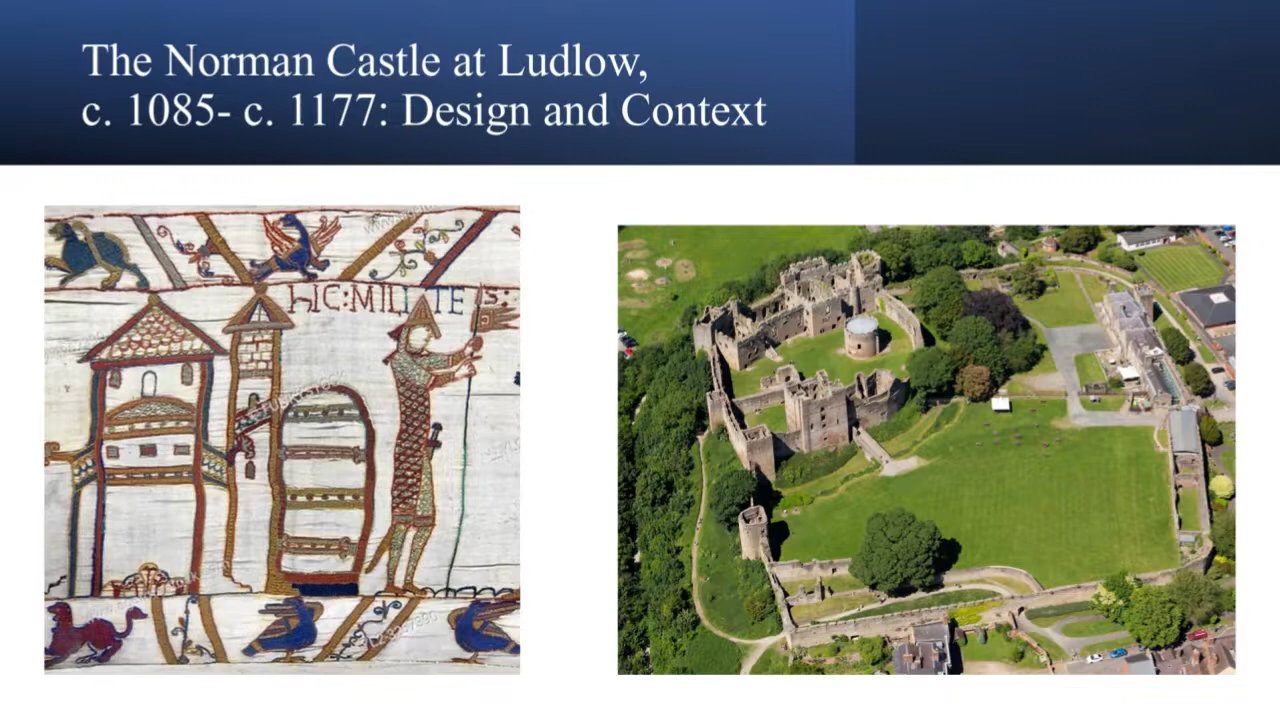 The Norman Castle at Ludlow,
c. 1085- c. 1177: Design and Context
HIC:MILITES: